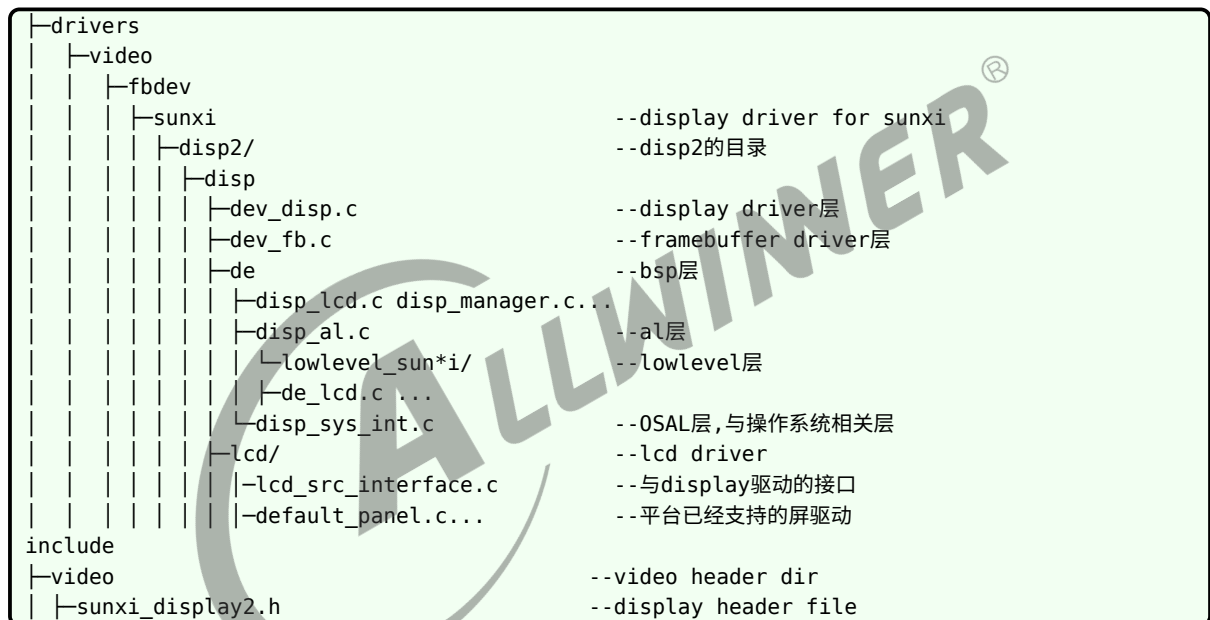 ├─drivers
│ ├─video
│ │ ├─fbdev
│ │ │ ├─sunxi --display driver for sunxi
│ │ │ │ ├─disp2/ --disp2的目录
│ │ │ │ │ ├─disp
│ │ │ │ │ │ ├─dev_disp.c --display driver层
│ │ │ │ │ │ ├─dev_fb.c --framebuffer driver层
│ │ │ │ │ │ ├─de --bsp层
│ │ │ │ │ │ │ ├─disp_lcd.c disp_manager.c...
│ │ │ │ │ │ │ ├─disp_al.c --al层
│ │ │ │ │ │ │ │ └─lowlevel_sun*i/ --lowlevel层
│ │ │ │ │ │ │ │ ├─de_lcd.c ...
│ │ │ │ │ │ │ └─disp_sys_int.c --OSAL层,与操作系统相关层
│ │ │ │ │ │ ├─lcd/ --lcd driver
│ │ │ │ │ │ │ │─lcd_src_interface.c --与display驱动的接口
│ │ │ │ │ │ │ │─default_panel.c... --平台已经支持的屏驱动
include
├─video --video header dir
│ ├─sunxi_display2.h --display header file
ALLWINNER®